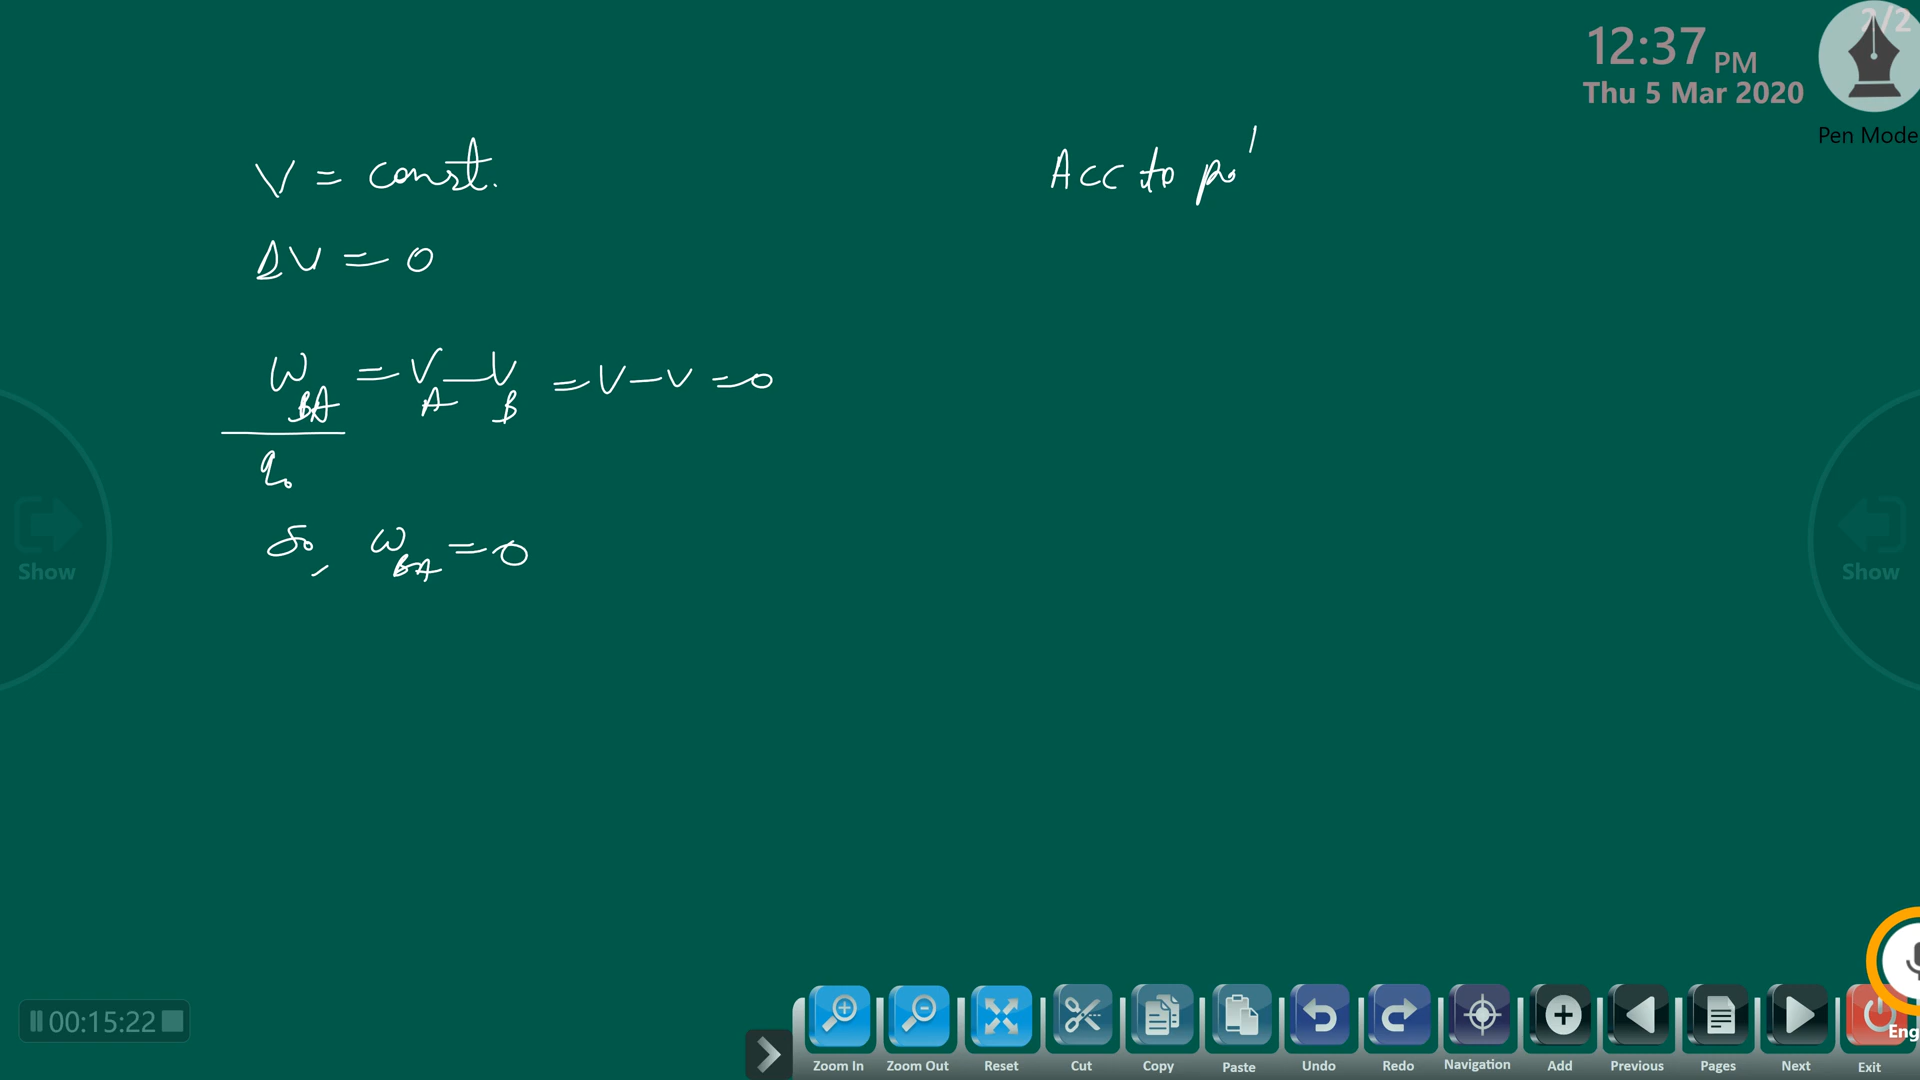 2/2
12:37 PM
Thu 5 Mar 2020
Pen Mode
V = const.
ΔV = 0
W_BA / q₀ = V_A - V_B = V - V = 0
So, W_BA = 0
Acc to
Show
Show
00:15:22
Zoom In Zoom Out Reset Cut Copy Paste Undo Redo Navigation Add Previous Pages Next Exit
Eng